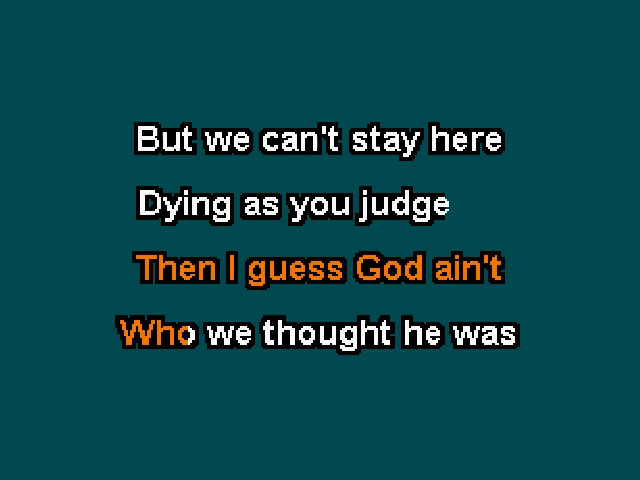 But we can't stay here
Dying as you judge
Then I guess God ain't
Who we thought he was